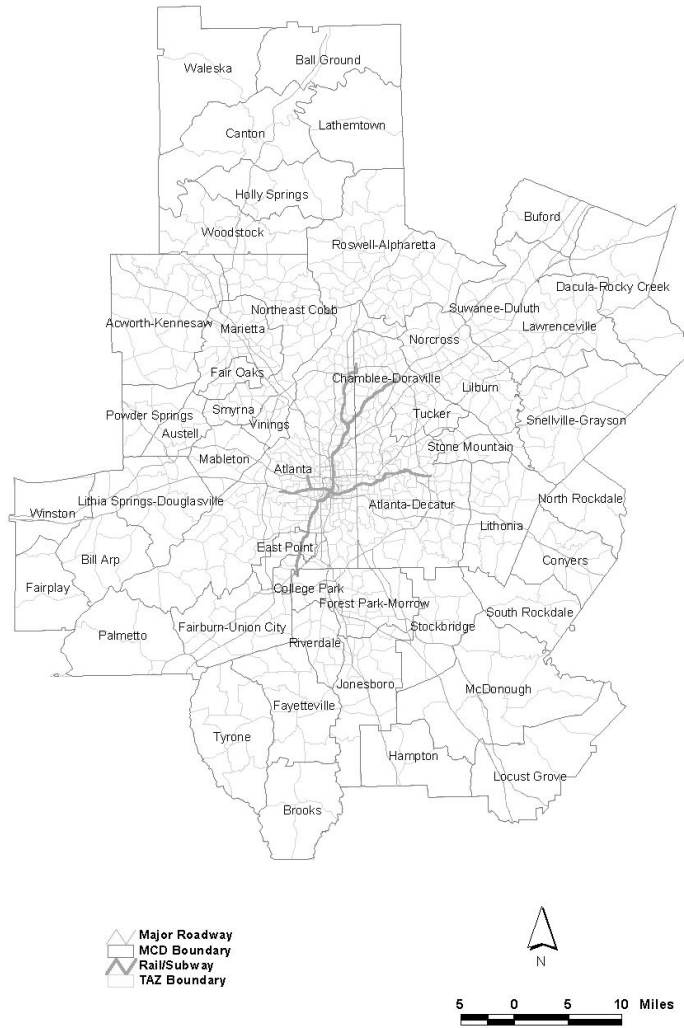 Ball Ground
Waleska
Lathemtown
Canton
Holly Springs
Buford
Woodstock
Roswell-Alpharetta
Dacula-Rocky Creek
Northeast Cobb
Suwanee-Duluth
Acworth-Kennesaw
Marietta
Lawrenceville
Norcross
Fair Oaks
Chamblee-Doraville
Lilburn
Smyrna
Tucker
Powder Springs
Vinings
Snellville-Grayson
Austell
Stone Mountain
Mableton
Atlanta
Lithia Springs-Douglasville
North Rockdale
Winston
Atlanta-Decatur
Lithonia
East Point
Bill Arp
Conyers
Fairplay
College Park
Forest Park-Morrow
South Rockdale
Fairburn-Union City
Stockbridge
Palmetto
Riverdale
Jonesboro
McDonough
Fayetteville
Tyrone
Hampton
Locust Grove
Brooks
Major Roadway
MCD Boundary
Rail/Subway
TAZ Boundary
N
5 0 5 10 Miles